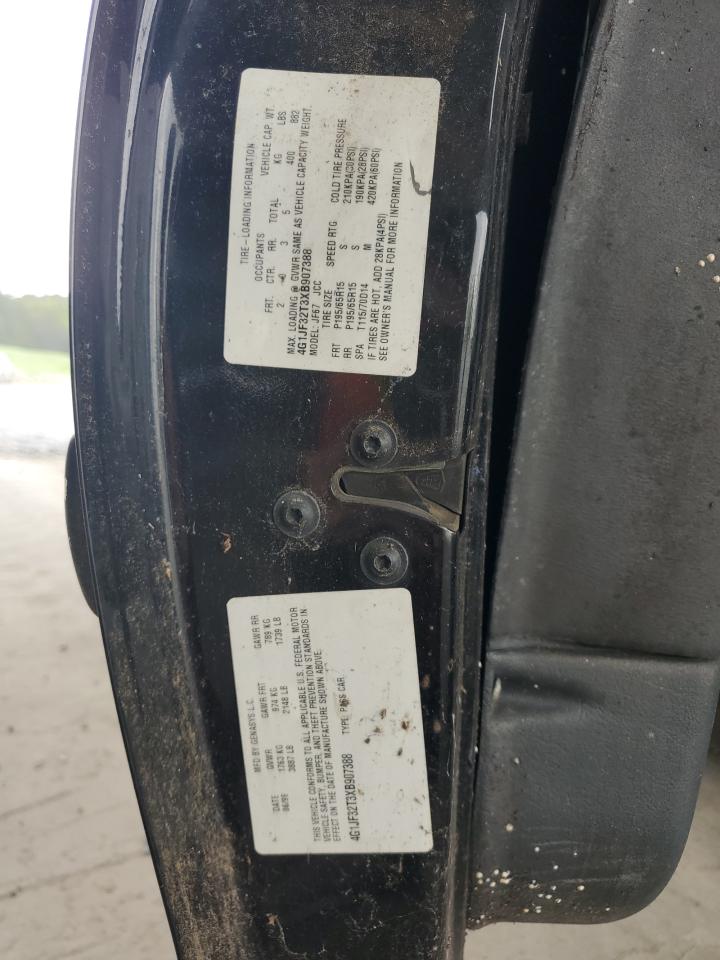 TIRE-LOADING INFORMATION
OCCUPANTS VEHICLE CAP. WT.
FRT. CTR. RR. TOTAL KG LBS
2 0 3 5 400 882
MAX. LOADING @ GVWR SAME AS VEHICLE CAPACITY WEIGHT.
4G1JF32T3XB907388
MODEL: JF67 JCC
TIRE SIZE SPEED RTG COLD TIRE PRESSURE
FRT P195/65R15 S 210KPA(30PSI)
RR P195/65R15 S 190KPA(28PSI)
SPA T115/70D14 M 420KPA(60PSI)
IF TIRES ARE HOT, ADD 28KPA(4PSI)
SEE OWNER'S MANUAL FOR MORE INFORMATION
MFD BY GENASYS L.C.
DATE GVWR GAWR FRT GAWR RR
06/99 1763 KG 974 KG 789 KG
3887 LB 2148 LB 1739 LB
THIS VEHICLE CONFORMS TO ALL APPLICABLE U.S. FEDERAL MOTOR
VEHICLE SAFETY, BUMPER, AND THEFT PREVENTION STANDARDS IN
EFFECT ON THE DATE OF MANUFACTURE SHOWN ABOVE.
4G1JF32T3XB907388 TYPE: PASS CAR